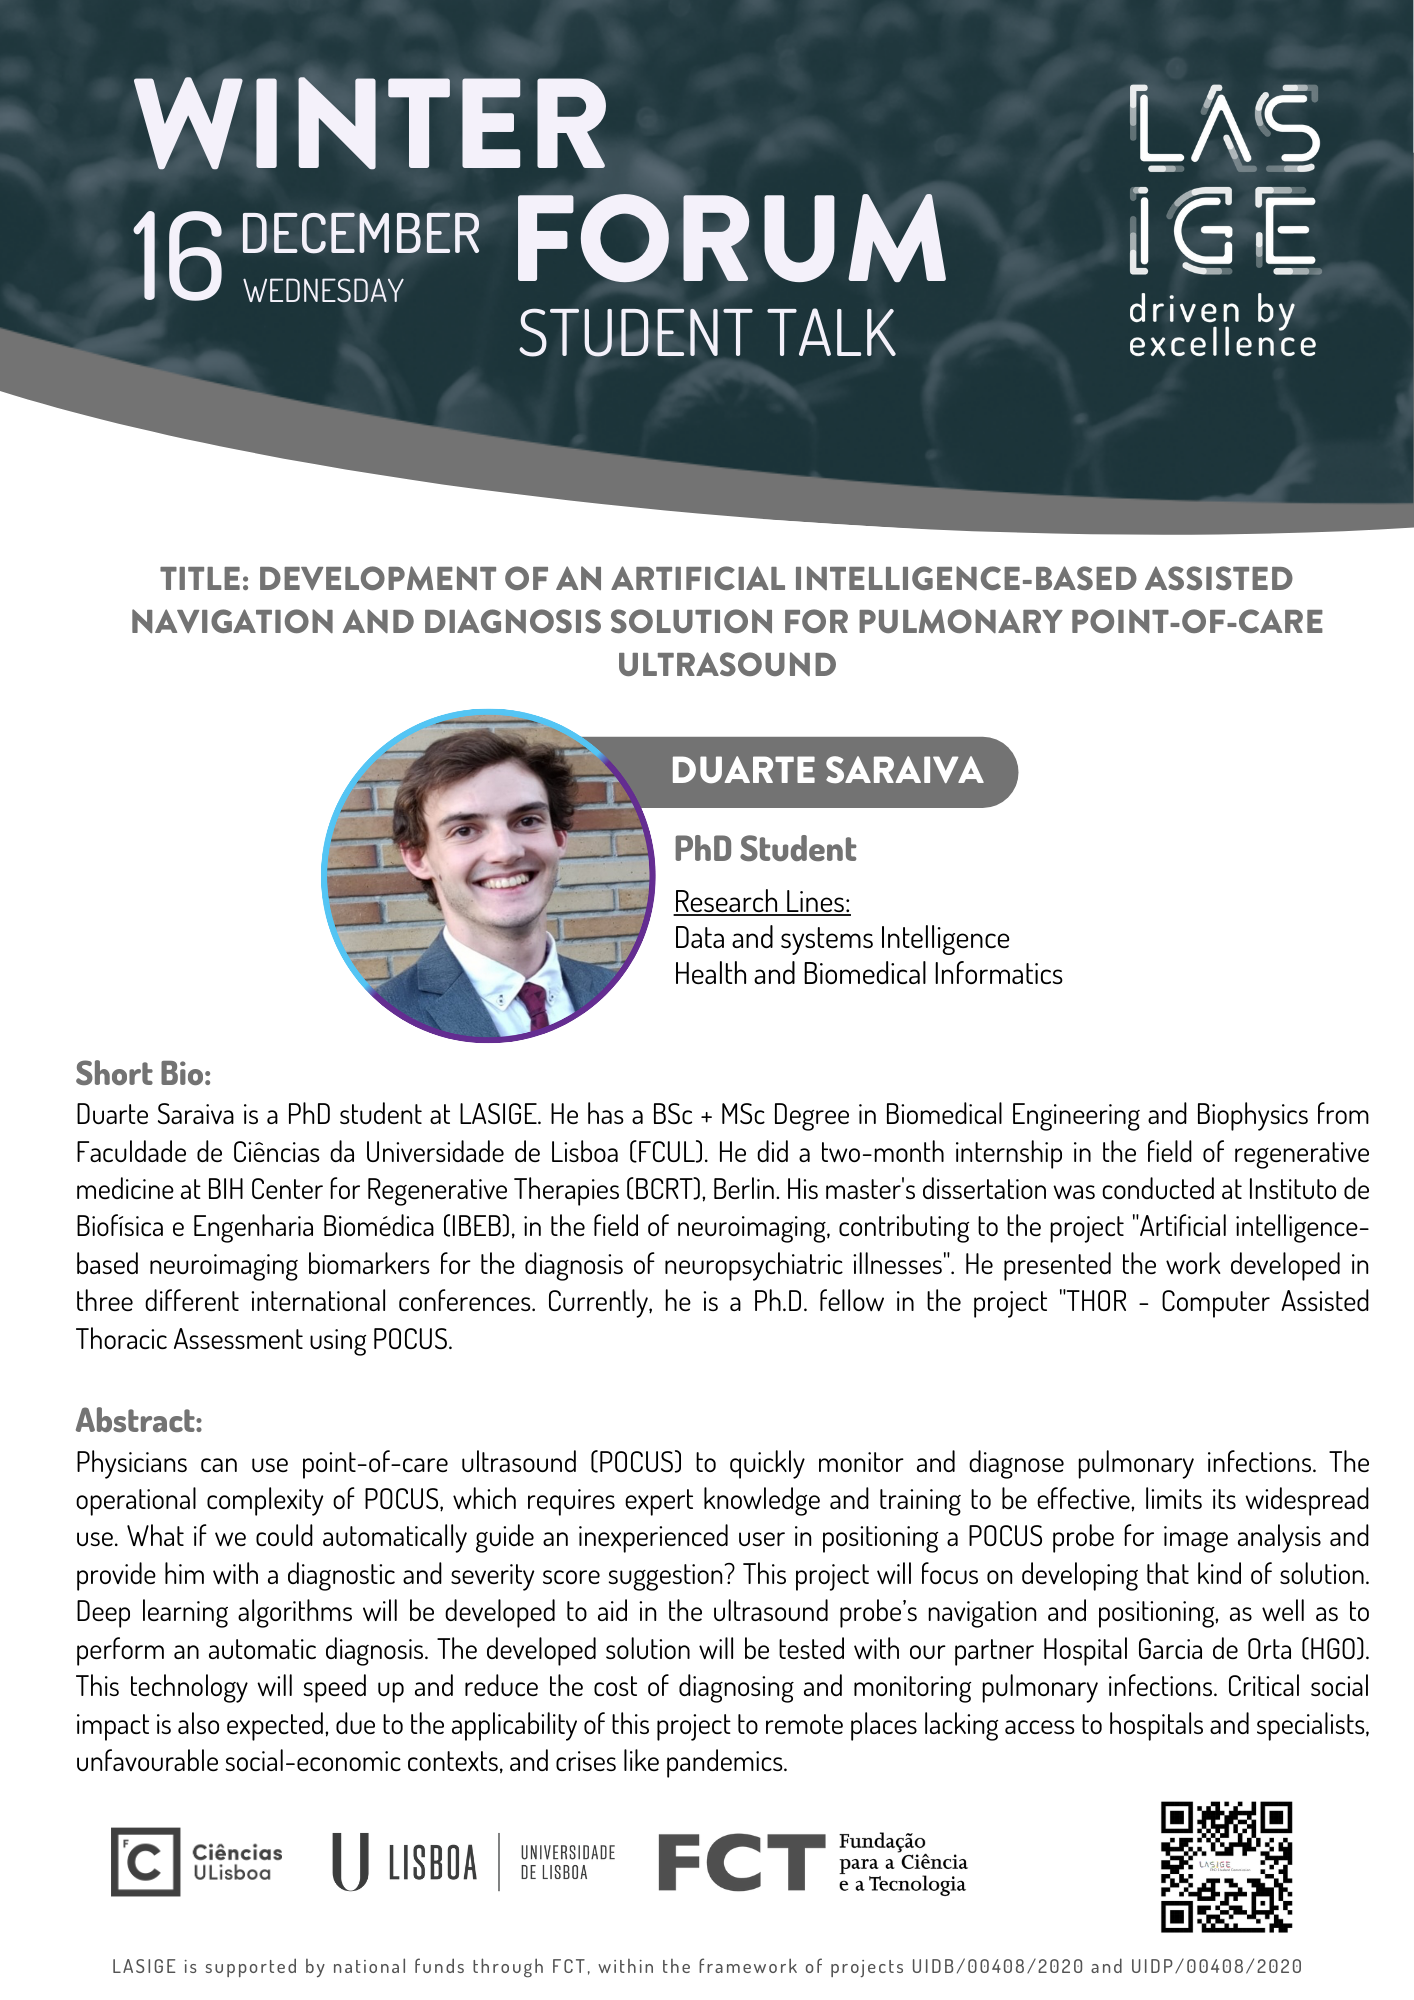 WINTER
FORUM
16 DECEMBER
WEDNESDAY
STUDENT TALK
LAS
IGE
driven by
excellence
TITLE: DEVELOPMENT OF AN ARTIFICIAL INTELLIGENCE-BASED ASSISTED
NAVIGATION AND DIAGNOSIS SOLUTION FOR PULMONARY POINT-OF-CARE
ULTRASOUND
DUARTE SARAIVA
PhD Student
Research Lines:
Data and systems Intelligence
Health and Biomedical Informatics
Short Bio:
Duarte Saraiva is a PhD student at LASIGE. He has a BSc + MSc Degree in Biomedical Engineering and Biophysics from
Faculdade de Ciências da Universidade de Lisboa (FCUL). He did a two-month internship in the field of regenerative
medicine at BIH Center for Regenerative Therapies (BCRT), Berlin. His master's dissertation was conducted at Instituto de
Biofísica e Engenharia Biomédica (IBEB), in the field of neuroimaging, contributing to the project "Artificial intelligence-
based neuroimaging biomarkers for the diagnosis of neuropsychiatric illnesses". He presented the work developed in
three different international conferences. Currently, he is a Ph.D. fellow in the project "THOR - Computer Assisted
Thoracic Assessment using POCUS.
Abstract:
Physicians can use point-of-care ultrasound (POCUS) to quickly monitor and diagnose pulmonary infections. The
operational complexity of POCUS, which requires expert knowledge and training to be effective, limits its widespread
use. What if we could automatically guide an inexperienced user in positioning a POCUS probe for image analysis and
provide him with a diagnostic and severity score suggestion? This project will focus on developing that kind of solution.
Deep learning algorithms will be developed to aid in the ultrasound probe’s navigation and positioning, as well as to
perform an automatic diagnosis. The developed solution will be tested with our partner Hospital Garcia de Orta (HGO).
This technology will speed up and reduce the cost of diagnosing and monitoring pulmonary infections. Critical social
impact is also expected, due to the applicability of this project to remote places lacking access to hospitals and specialists,
unfavourable social-economic contexts, and crises like pandemics.
FC Ciências
ULisboa
U LISBOA
UNIVERSIDADE
DE LISBOA
FCT
Fundação
para a Ciência
e a Tecnologia
LASIGE
LASIGE is supported by national funds through FCT, within the framework of projects UIDB/00408/2020 and UIDP/00408/2020